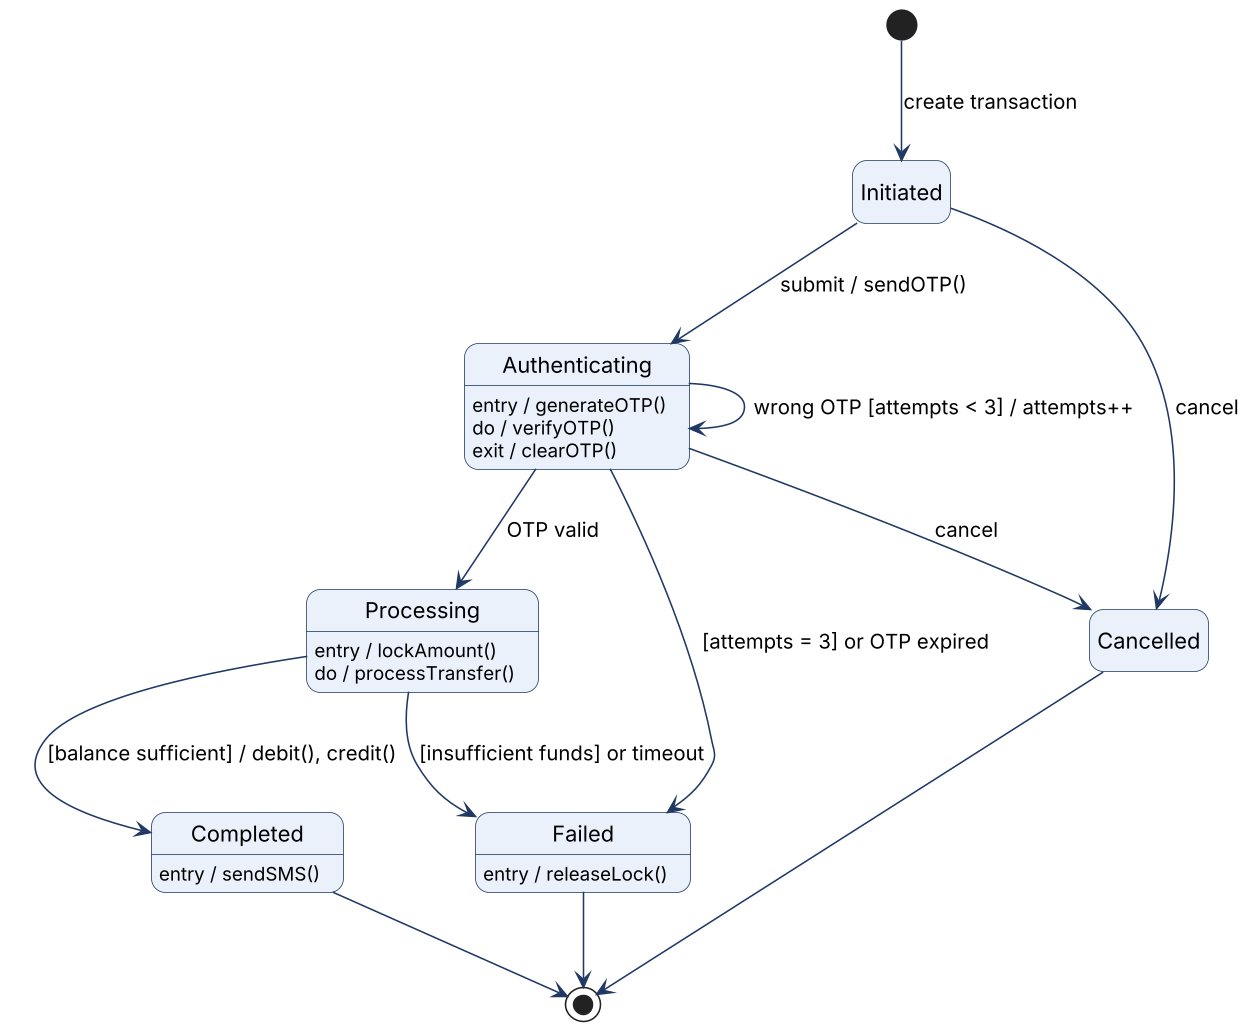 create transaction
Initiated
submit / sendOTP()
Authenticating
entry / generateOTP()
do / verifyOTP()
exit / clearOTP()
wrong OTP [attempts < 3] / attempts++
cancel
OTP valid
cancel
Processing
entry / lockAmount()
do / processTransfer()
[attempts = 3] or OTP expired
Cancelled
[balance sufficient] / debit(), credit()
[insufficient funds] or timeout
Completed
entry / sendSMS()
Failed
entry / releaseLock()